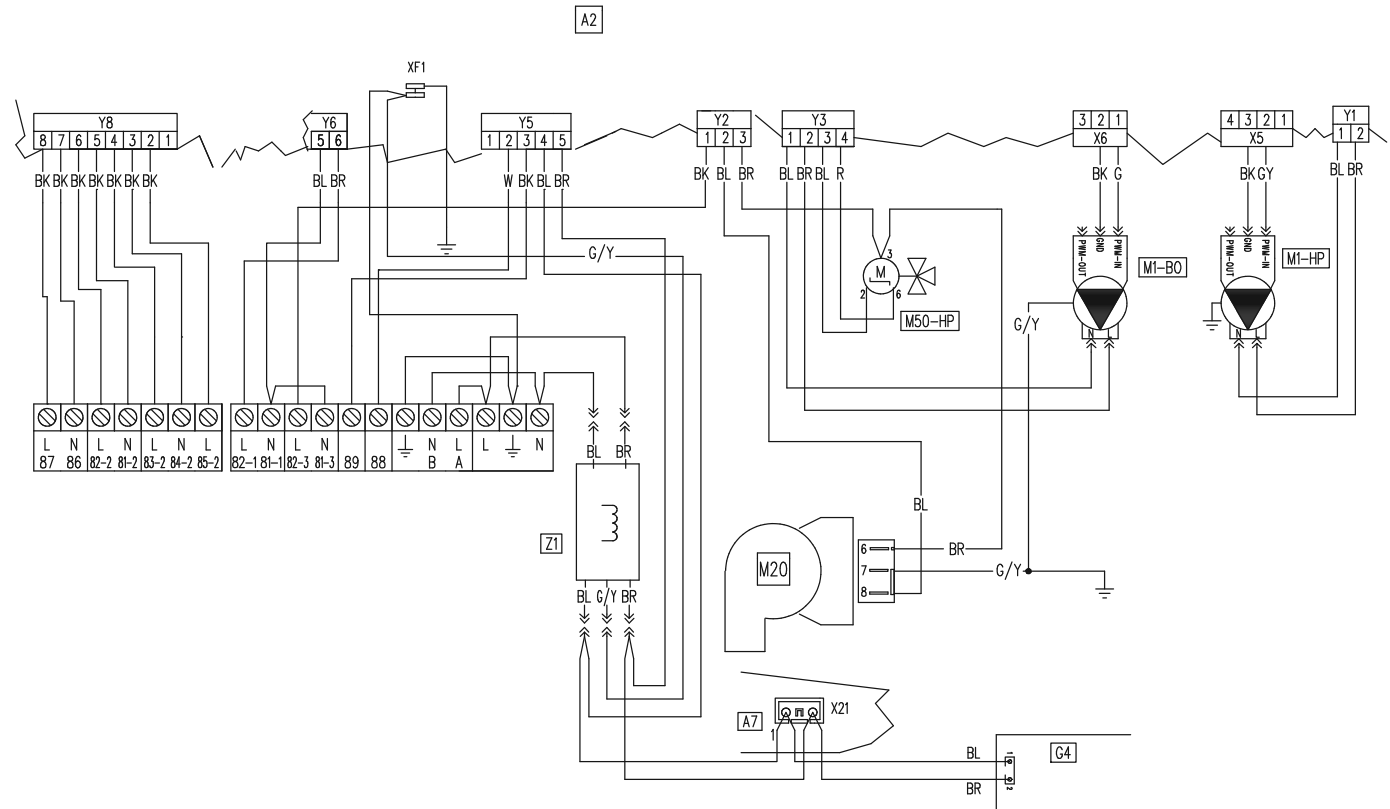 A2
XF1
Y8
8 7 6 5 4 3 2 1
Y6
5 6
Y5
1 2 3 4 5
Y2
1 2 3
Y3
1 2 3 4
3 2 1
X6
4 3 2 1
X5
Y1
1 2
BK BK BK BK BK BK BK
BL BR
W BK BL BR
BK BL BR
BL BR BL R
BK G
BK GY
BL BR
G/Y
PWM-OUT
GND
PWM-IN
M1-BO
PWM-OUT
GND
PWM-IN
M1-HP
3
M
2 6
M50-HP
G/Y
N L
N L
L N L N L N L
87 86 82-2 81-2 83-2 84-2 85-2
L N L N
82-1 81-1 82-3 81-3 89 88
N L L N
B A
BL BR
Z1
BL G/Y BR
BL
M20
6
7
8
BR
G/Y
A7
X21
1
BL
BR
1
2
G4